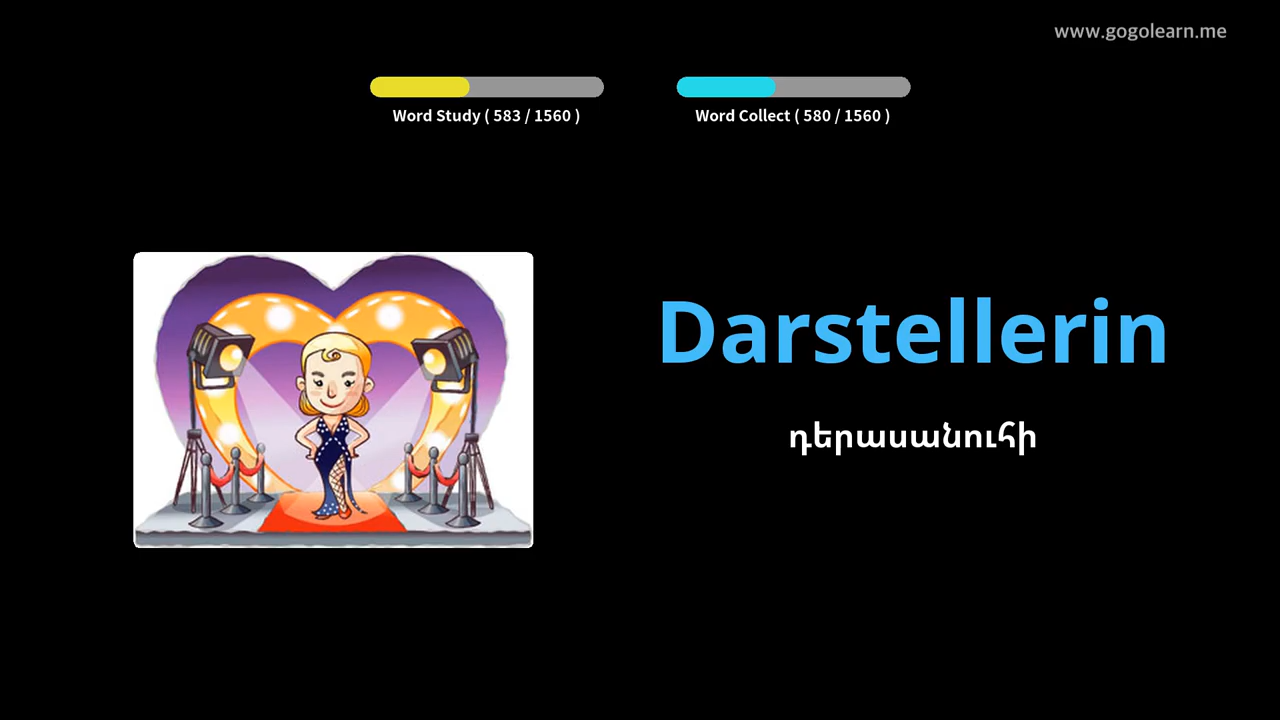 www.gogolearn.me
Word Study ( 583 / 1560 )
Word Collect ( 580 / 1560 )
Darstellerin
դերասանուհի